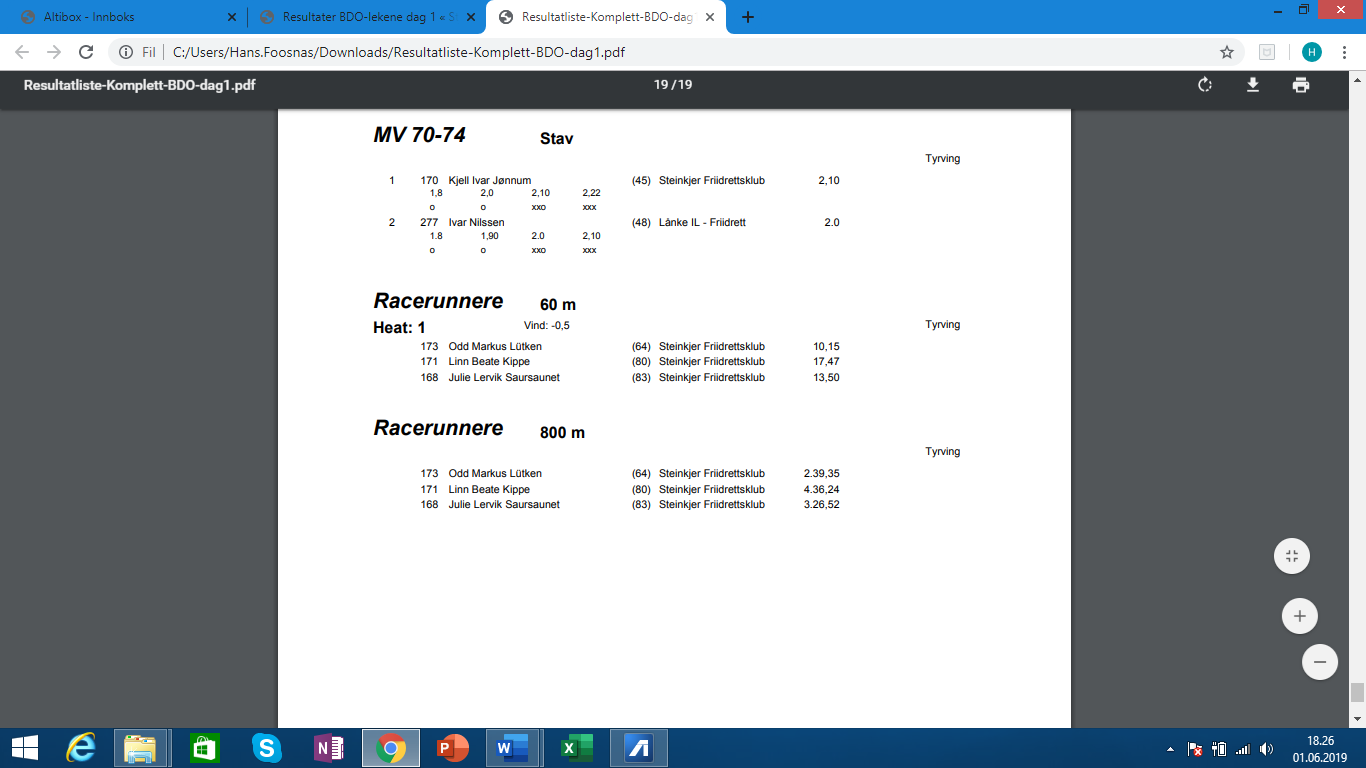 Altibox - Innboks
Resultater BDO-lekene dag 1 « S
Resultatliste-Komplett-BDO-dag
Fil C:/Users/Hans.Foosnas/Downloads/Resultatliste-Komplett-BDO-dag1.pdf
H
Resultatliste-Komplett-BDO-dag1.pdf 19 / 19
MV 70-74 Stav
Tyrving
1 170 Kjell Ivar Jønnum (45) Steinkjer Friidrettsklub 2,10
1,8 2,0 2,10 2,22
o o xxo xxx
2 277 Ivar Nilssen (48) Lånke IL - Friidrett 2.0
1.8 1,90 2.0 2,10
o o xxo xxx
Racerunnere 60 m
Heat: 1 Vind: -0,5 Tyrving
173 Odd Markus Lütken (64) Steinkjer Friidrettsklub 10,15
171 Linn Beate Kippe (80) Steinkjer Friidrettsklub 17,47
168 Julie Lervik Saursaunet (83) Steinkjer Friidrettsklub 13,50
Racerunnere 800 m
Tyrving
173 Odd Markus Lütken (64) Steinkjer Friidrettsklub 2.39,35
171 Linn Beate Kippe (80) Steinkjer Friidrettsklub 4.36,24
168 Julie Lervik Saursaunet (83) Steinkjer Friidrettsklub 3.26,52
18.26
01.06.2019